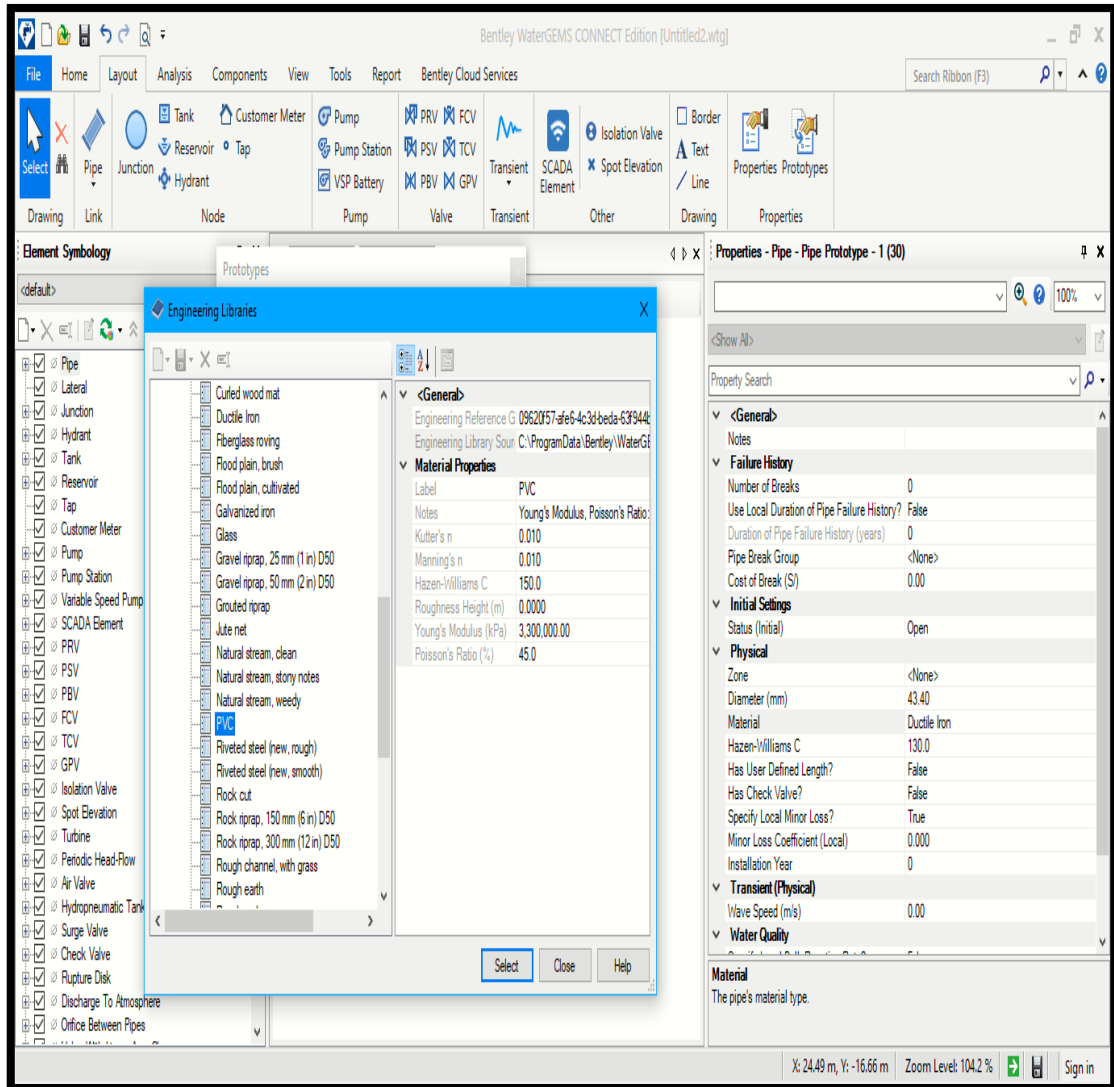 Bentley WaterGEMS CONNECT Edition [Untitled2.wtg]
File Home Layout Analysis Components View Tools Report Bentley Cloud Services Search Ribbon (F3)
Select
Pipe
Junction
Tank
Reservoir
Hydrant
Customer Meter
Tap
Pump
Pump Station
VSP Battery
PRV FCV
PSV TCV
PBV GPV
Transient
SCADA Element
Isolation Valve
Spot Elevation
Border
Text
Line
Properties Prototypes
Drawing Link Node Pump Valve Transient Other Drawing Properties
Element Symbology
<default>
Pipe
Lateral
Junction
Hydrant
Tank
Reservoir
Tap
Customer Meter
Pump
Pump Station
Variable Speed Pump
SCADA Element
PRV
PSV
PBV
FCV
TCV
GPV
Isolation Valve
Spot Elevation
Turbine
Periodic Head-Flow
Air Valve
Hydropneumatic Tank
Surge Valve
Check Valve
Rupture Disk
Discharge To Atmosphere
Orifice Between Pipes
Prototypes
Engineering Libraries
Curled wood mat
Ductile Iron
Fiberglass roving
Flood plain, brush
Flood plain, cultivated
Galvanized iron
Glass
Gravel riprap, 25 mm (1 in) D50
Gravel riprap, 50 mm (2 in) D50
Grouted riprap
Jute net
Natural stream, clean
Natural stream, stony notes
Natural stream, weedy
PVC
Riveted steel (new, rough)
Riveted steel (new, smooth)
Rock cut
Rock riprap, 150 mm (6 in) D50
Rock riprap, 300 mm (12 in) D50
Rough channel, with grass
Rough earth
<General>
Engineering Reference G 09620f57-afe6-4c3d-beda-63f944b
Engineering Library Sour C:\ProgramData\Bentley\WaterGE
Material Properties
Label PVC
Notes Young's Modulus, Poisson's Ratio:
Kutter's n 0.010
Manning's n 0.010
Hazen-Williams C 150.0
Roughness Height (m) 0.0000
Young's Modulus (kPa) 3,300,000.00
Poisson's Ratio (%) 45.0
Select Close Help
Properties - Pipe - Pipe Prototype - 1 (30)
100%
<Show All>
Property Search
<General>
Notes
Failure History
Number of Breaks 0
Use Local Duration of Pipe Failure History? False
Duration of Pipe Failure History (years) 0
Pipe Break Group <None>
Cost of Break (S/) 0.00
Initial Settings
Status (Initial) Open
Physical
Zone <None>
Diameter (mm) 43.40
Material Ductile Iron
Hazen-Williams C 130.0
Has User Defined Length? False
Has Check Valve? False
Specify Local Minor Loss? True
Minor Loss Coefficient (Local) 0.000
Installation Year 0
Transient (Physical)
Wave Speed (m/s) 0.00
Water Quality
Material
The pipe's material type.
X: 24.49 m, Y: -16.66 m Zoom Level: 104.2 % Sign in